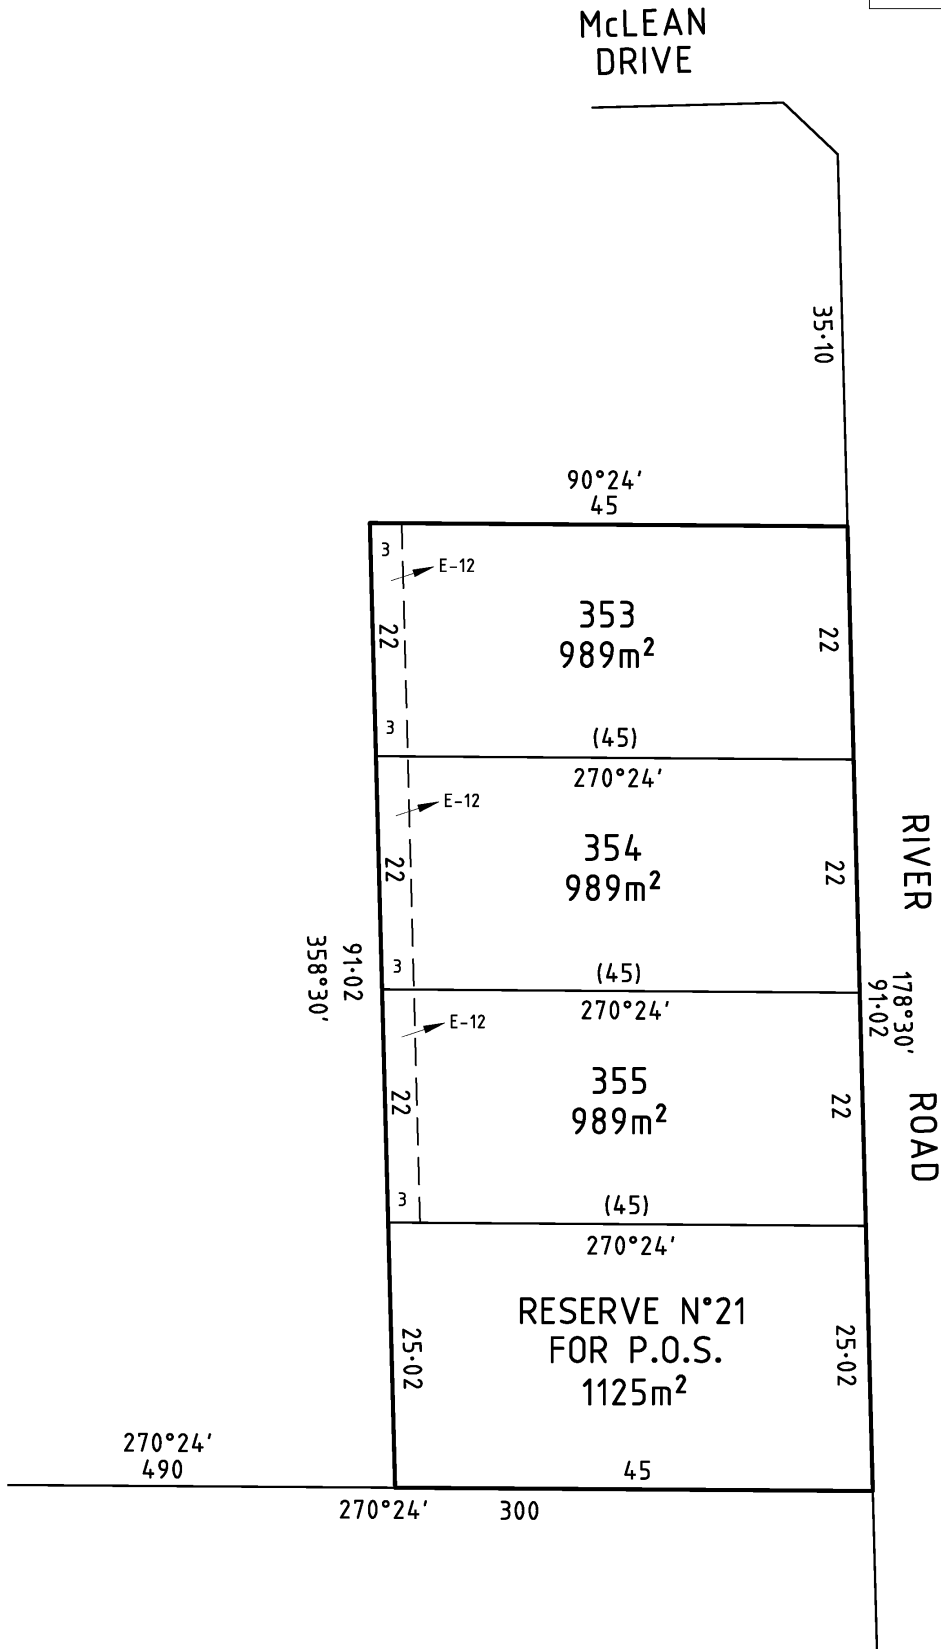 McLEAN
DRIVE
35·10
90°24'
45
3
E-12
353
989m²
22
22
3
(45)
270°24'
E-12
354
989m²
22
22
RIVER
3
(45)
91·02
358°30'
178°30'
91·02
270°24'
E-12
355
989m²
22
22
ROAD
3
(45)
270°24'
RESERVE N°21
FOR P.O.S.
1125m²
25·02
25·02
270°24'
490
45
270°24'
300